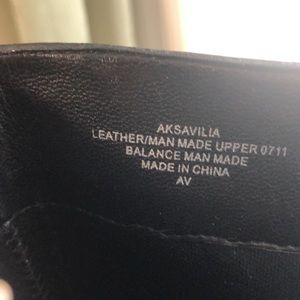 AKSAVILIA
LEATHER/MAN MADE UPPER 0711
BALANCE MAN MADE
MADE IN CHINA
AV